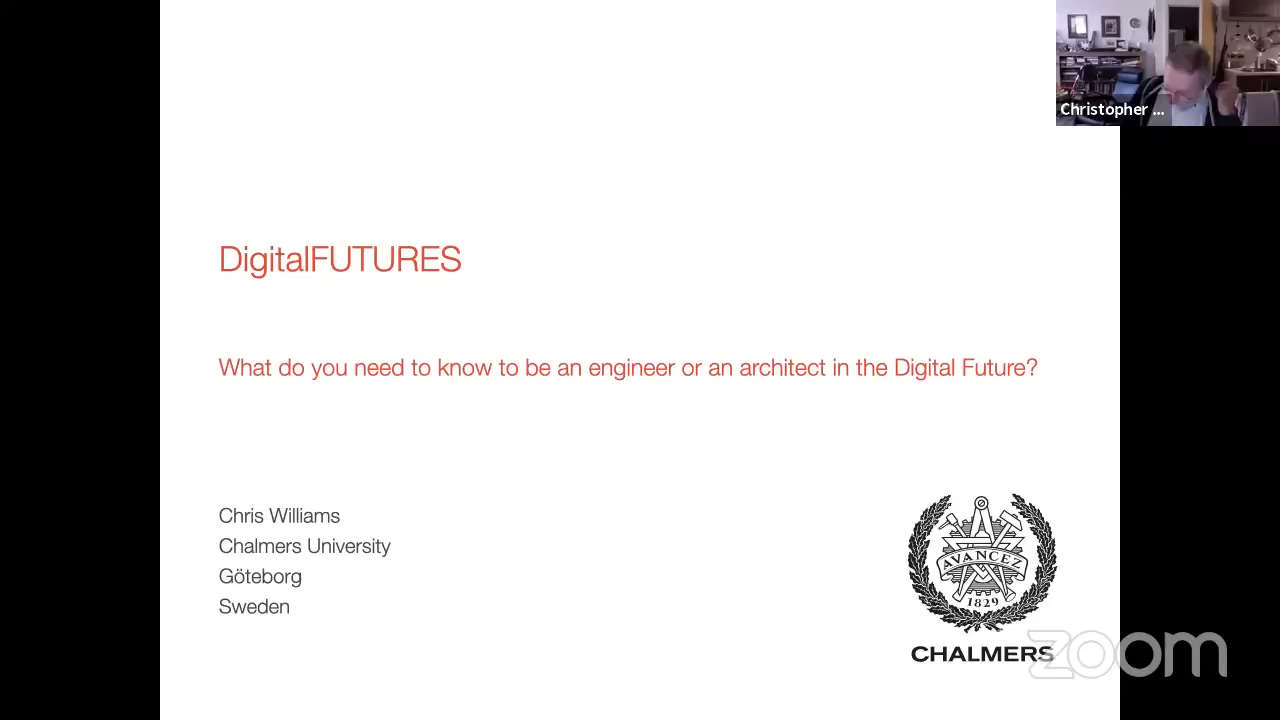 Christopher ...
DigitalFUTURES
What do you need to know to be an engineer or an architect in the Digital Future?
Chris Williams
Chalmers University
Göteborg
Sweden
AVANCEZ
1829
CHALMERS
zoom